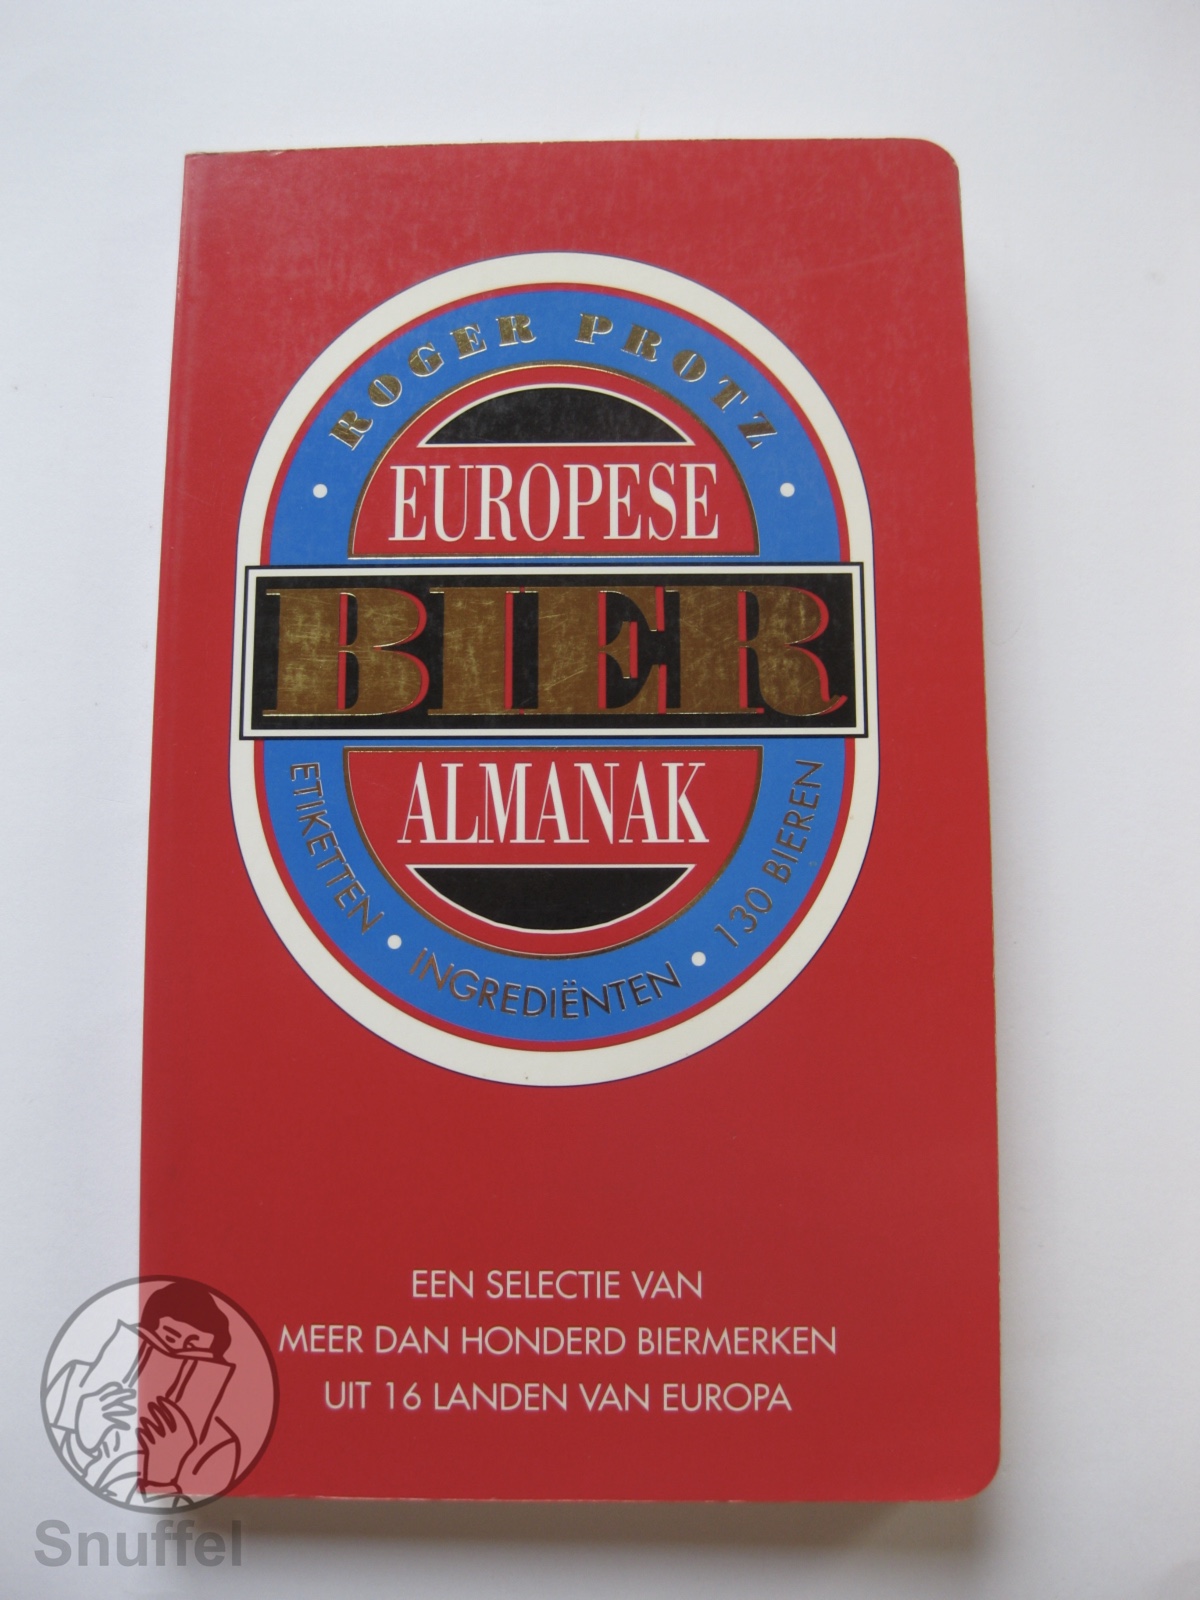 ROGER PROTZ
EUROPESE
BIER
ALMANAK
ETIKETTEN • INGREDIËNTEN • 130 BIEREN
EEN SELECTIE VAN
MEER DAN HONDERD BIERMERKEN
UIT 16 LANDEN VAN EUROPA
Snuffel